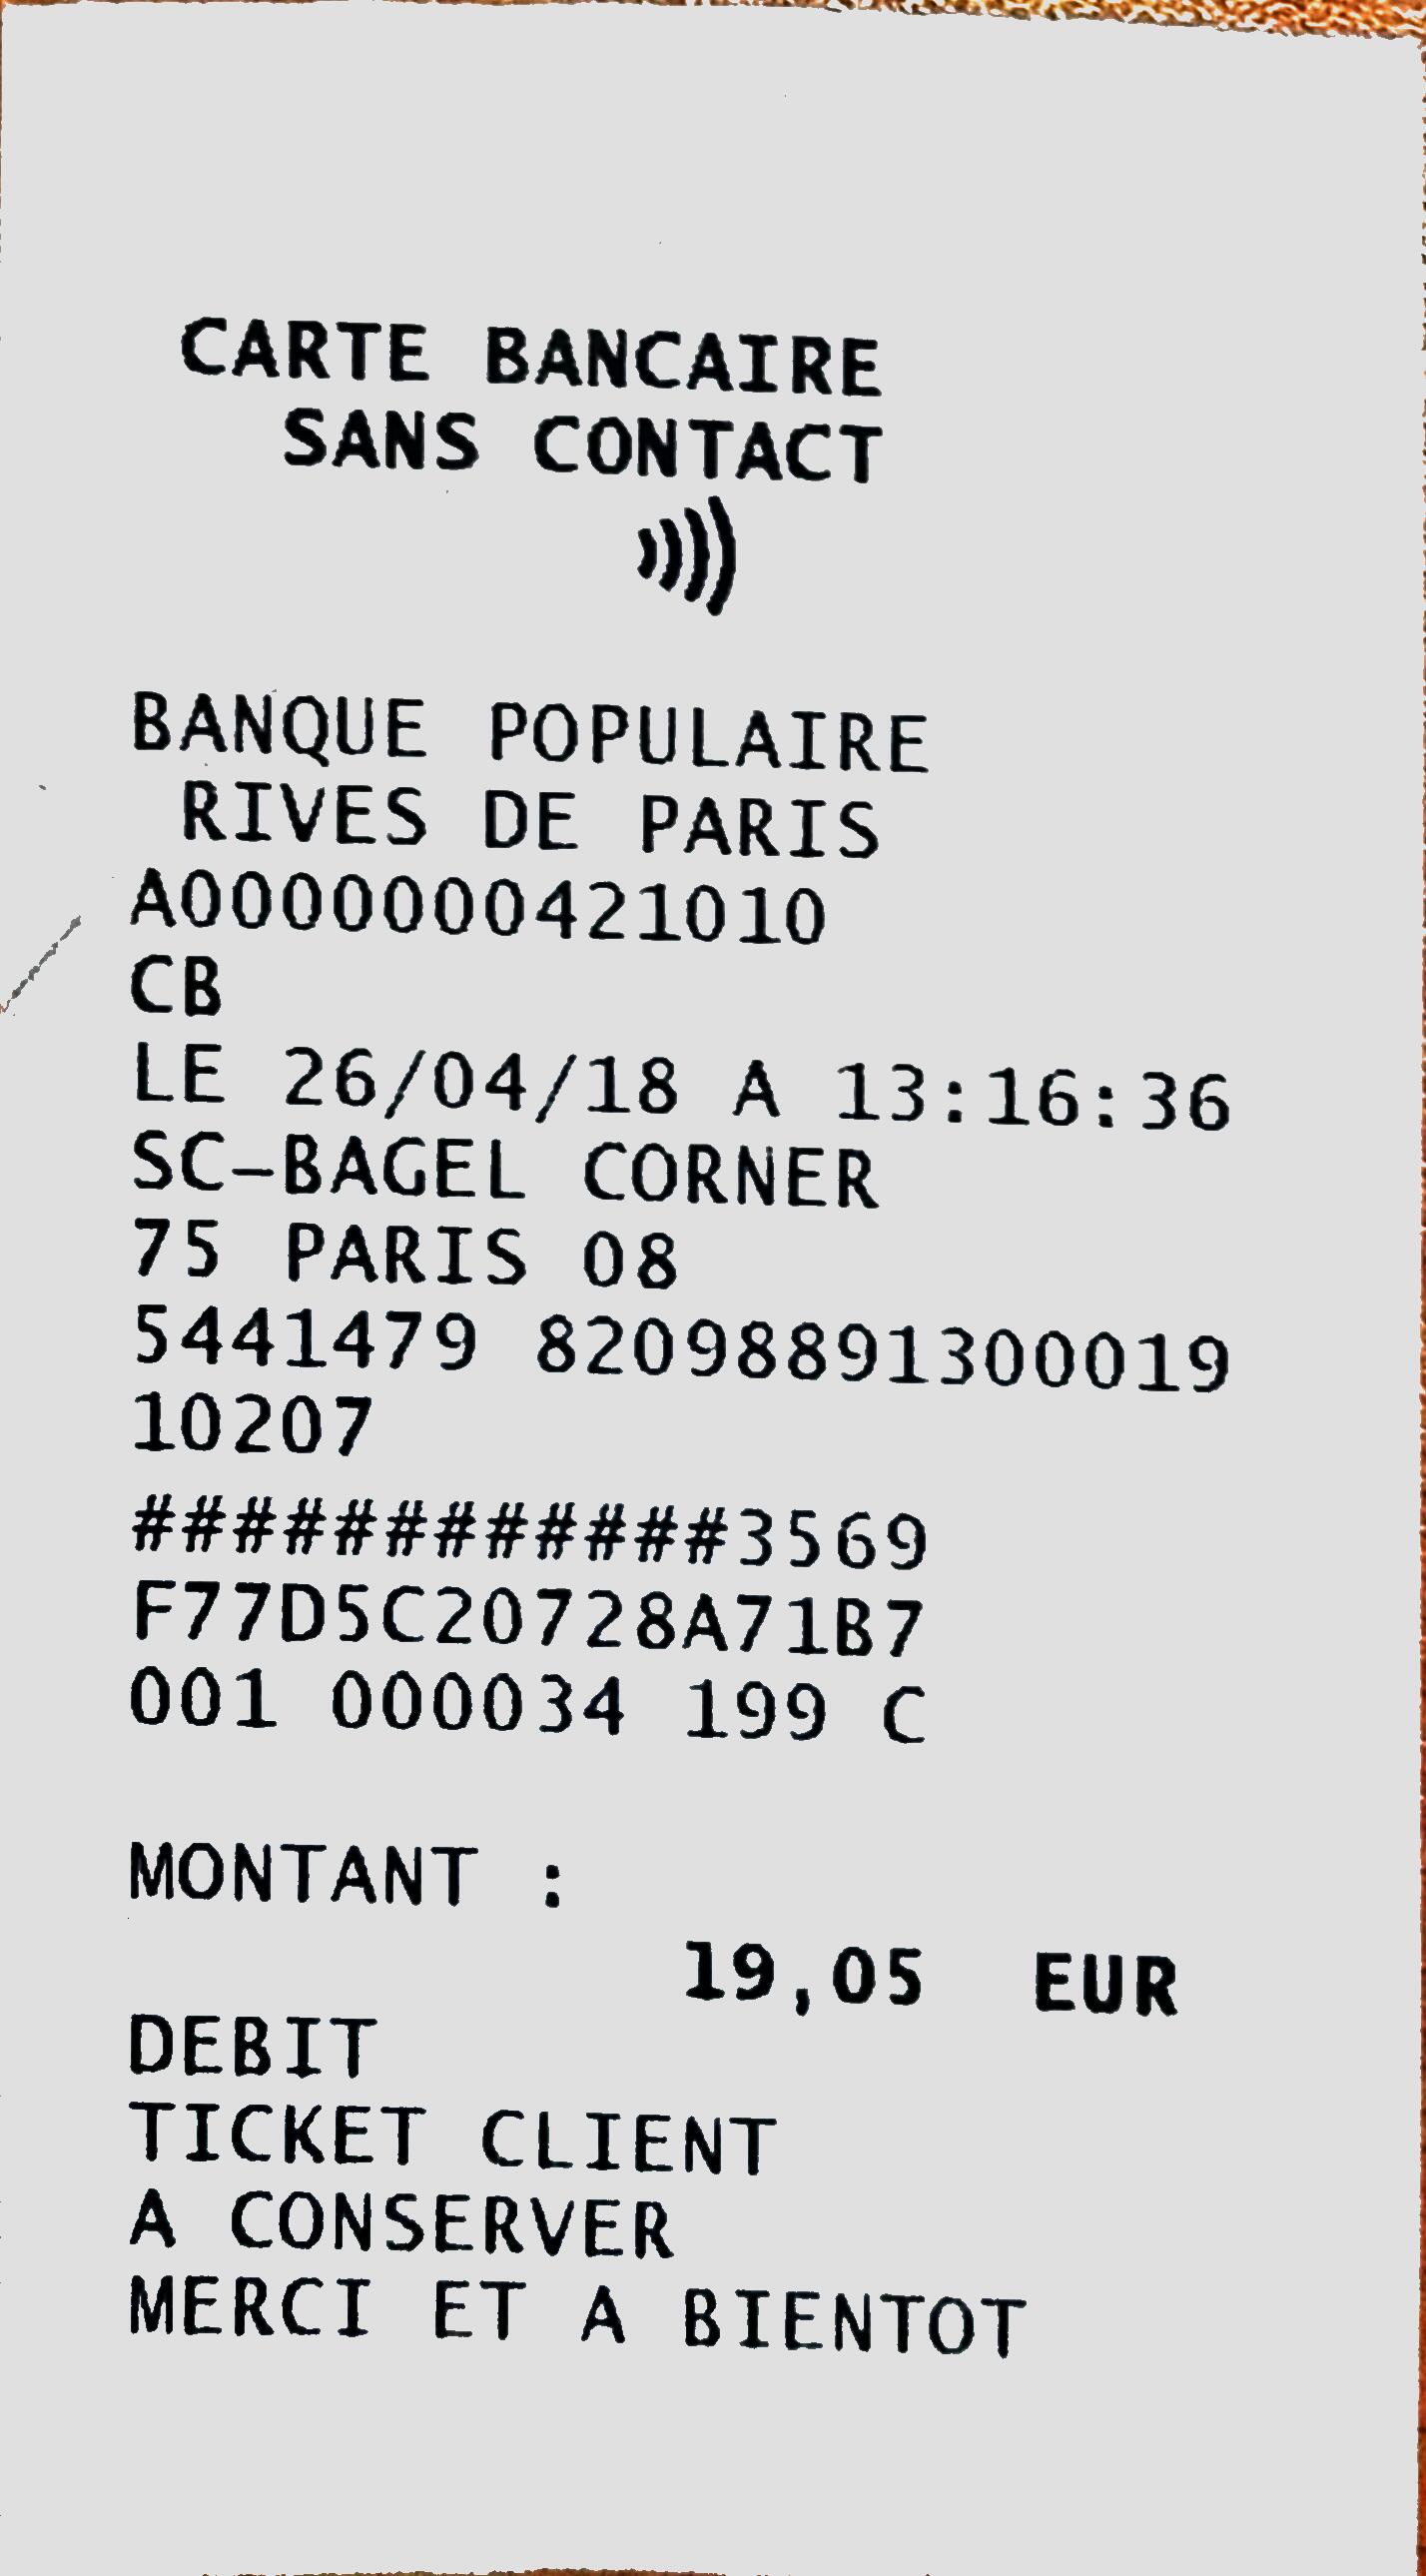 CARTE BANCAIRE
SANS CONTACT
BANQUE POPULAIRE
RIVES DE PARIS
A0000000421010
CB
LE 26/04/18 A 13:16:36
SC-BAGEL CORNER
75 PARIS 08
5441479 82098891300019
10207
############3569
F77D5C20728A71B7
001 000034 199 C
MONTANT :
19,05 EUR
DEBIT
TICKET CLIENT
A CONSERVER
MERCI ET A BIENTOT